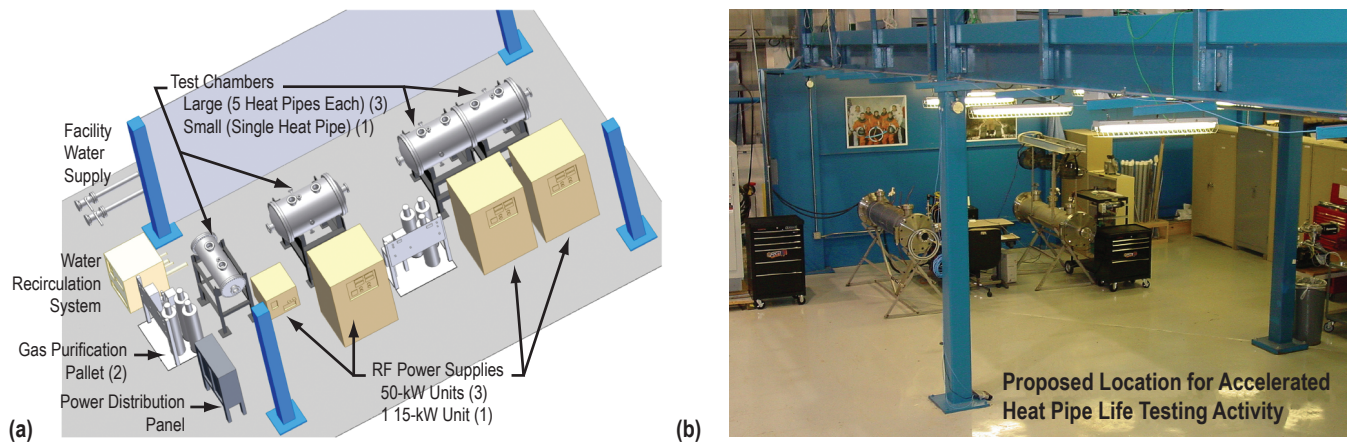 Test Chambers
Large (5 Heat Pipes Each) (3)
Small (Single Heat Pipe) (1)
Facility
Water
Supply
Water
Recirculation
System
Gas Purification
Pallet (2)
Power Distribution
Panel
RF Power Supplies
50-kW Units (3)
1 15-kW Unit (1)
(a)
(b)
Proposed Location for Accelerated
Heat Pipe Life Testing Activity